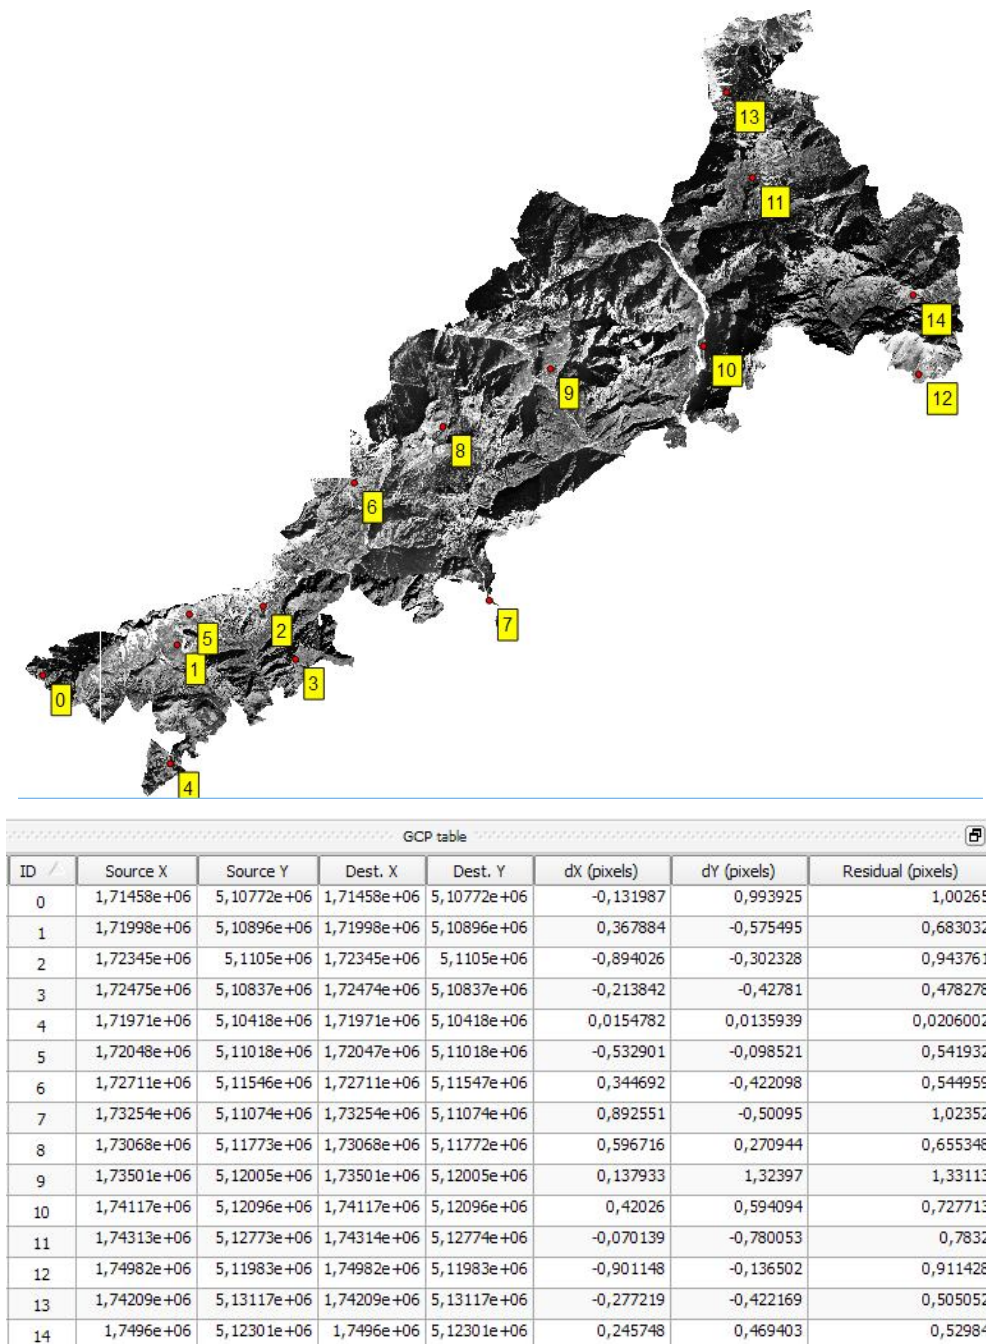 13
11
14
10
12
9
8
6
7
2
5
1
3
0
4
GCP table
ID Source X Source Y Dest. X Dest. Y dX (pixels) dY (pixels) Residual (pixels)
0 1,71458e+06 5,10772e+06 1,71458e+06 5,10772e+06 -0,131987 0,993925 1,00265
1 1,71998e+06 5,10896e+06 1,71998e+06 5,10896e+06 0,367884 -0,575495 0,683032
2 1,72345e+06 5,1105e+06 1,72345e+06 5,1105e+06 -0,894026 -0,302328 0,943761
3 1,72475e+06 5,10837e+06 1,72474e+06 5,10837e+06 -0,213842 -0,42781 0,478278
4 1,71971e+06 5,10418e+06 1,71971e+06 5,10418e+06 0,0154782 0,0135939 0,0206002
5 1,72048e+06 5,11018e+06 1,72047e+06 5,11018e+06 -0,532901 -0,098521 0,541932
6 1,72711e+06 5,11546e+06 1,72711e+06 5,11547e+06 0,344692 -0,422098 0,544959
7 1,73254e+06 5,11074e+06 1,73254e+06 5,11074e+06 0,892551 -0,50095 1,02352
8 1,73068e+06 5,11773e+06 1,73068e+06 5,11772e+06 0,596716 0,270944 0,655348
9 1,73501e+06 5,12005e+06 1,73501e+06 5,12005e+06 0,137933 1,32397 1,33113
10 1,74117e+06 5,12096e+06 1,74117e+06 5,12096e+06 0,42026 0,594094 0,727713
11 1,74313e+06 5,12773e+06 1,74314e+06 5,12774e+06 -0,070139 -0,780053 0,7832
12 1,74982e+06 5,11983e+06 1,74982e+06 5,11983e+06 -0,901148 -0,136502 0,911428
13 1,74209e+06 5,13117e+06 1,74209e+06 5,13117e+06 -0,277219 -0,422169 0,505052
14 1,7496e+06 5,12301e+06 1,7496e+06 5,12301e+06 0,245748 0,469403 0,52984